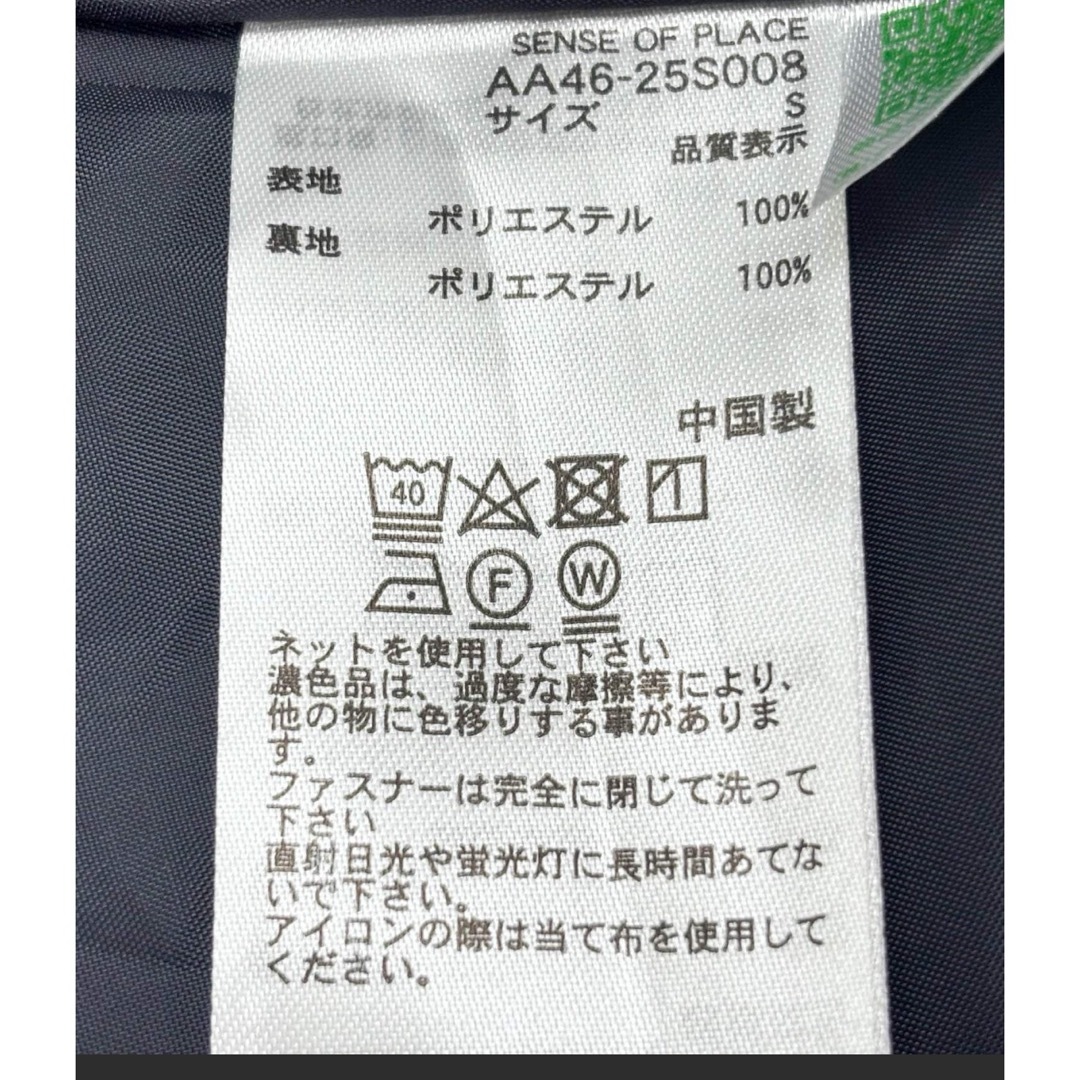 SENSE OF PLACE
AA46-25S008
サイズ S
品質表示
表地
ポリエステル 100%
裏地
ポリエステル 100%
中国製
40
F W
ネットを使用して下さい
濃色品は、過度な摩擦等により、
他の物に色移りする事がありま
す。
ファスナーは完全に閉じて洗って
下さい
直射日光や蛍光灯に長時間あてな
いで下さい。
アイロンの際は当て布を使用して
ください。